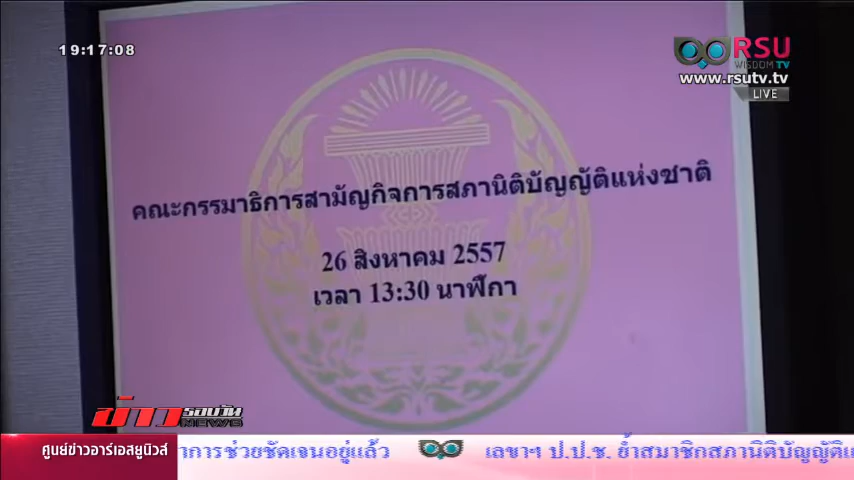 19:17:08
RSU
WISDOM TV
www.rsutv.tv
LIVE
คณะกรรมาธิการสามัญกิจการสภานิติบัญญัติแห่งชาติ
26 สิงหาคม 2557
เวลา 13:30 นาฬิกา
ข่าวรอบวัน
NEWS
ศูนย์ข่าวอาร์เอสยูนิวส์
าการช่วยชัดเจนอยู่แล้ว เลขาฯ ป.ป.ช. ย้ำสมาชิกสภานิติบัญญัติแ